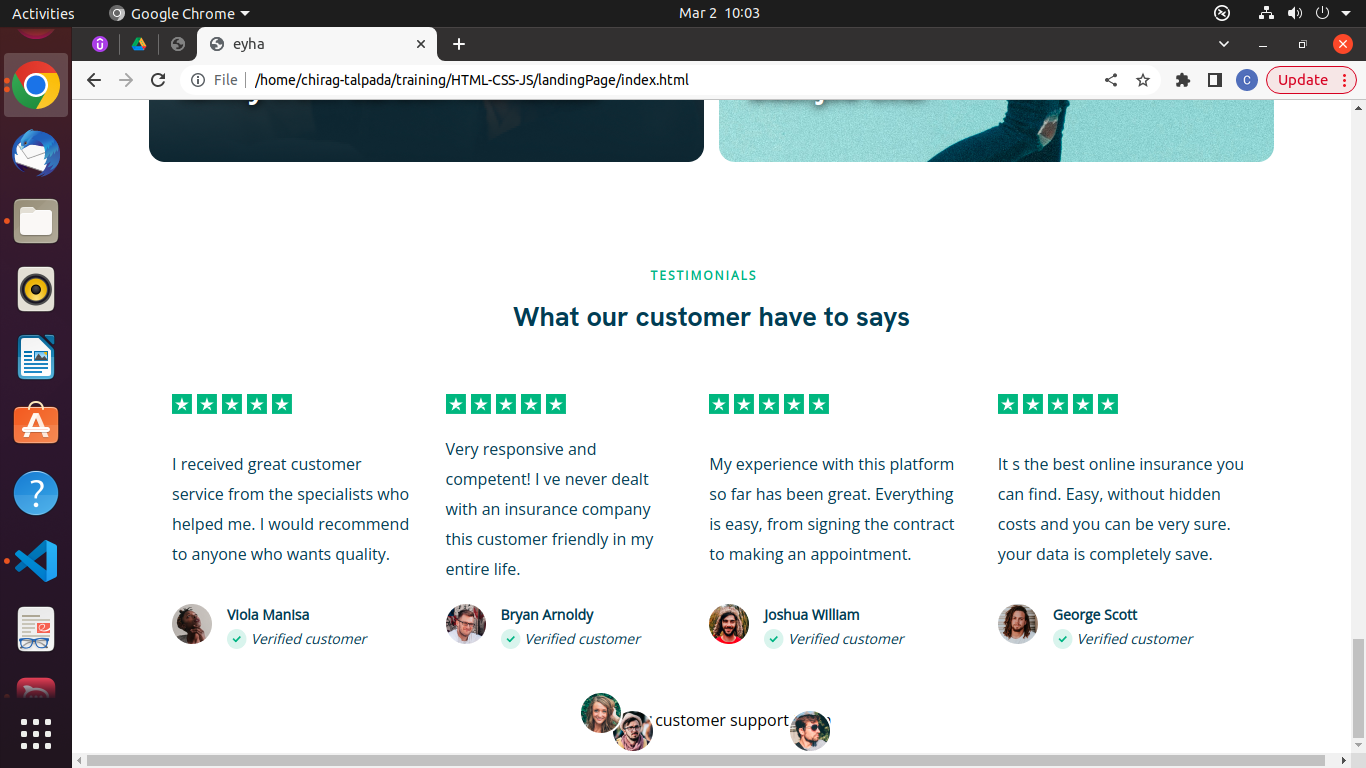 Activities
Google Chrome
Mar 2 10:03
eyha
File
/home/chirag-talpada/training/HTML-CSS-JS/landingPage/index.html
C
Update
TESTIMONIALS
What our customer have to says
I received great customer
service from the specialists who
helped me. I would recommend
to anyone who wants quality.
Viola Manisa
Verified customer
Very responsive and
competent! I ve never dealt
with an insurance company
this customer friendly in my
entire life.
Bryan Arnoldy
Verified customer
My experience with this platform
so far has been great. Everything
is easy, from signing the contract
to making an appointment.
Joshua William
Verified customer
It s the best online insurance you
can find. Easy, without hidden
costs and you can be very sure.
your data is completely save.
George Scott
Verified customer
customer support